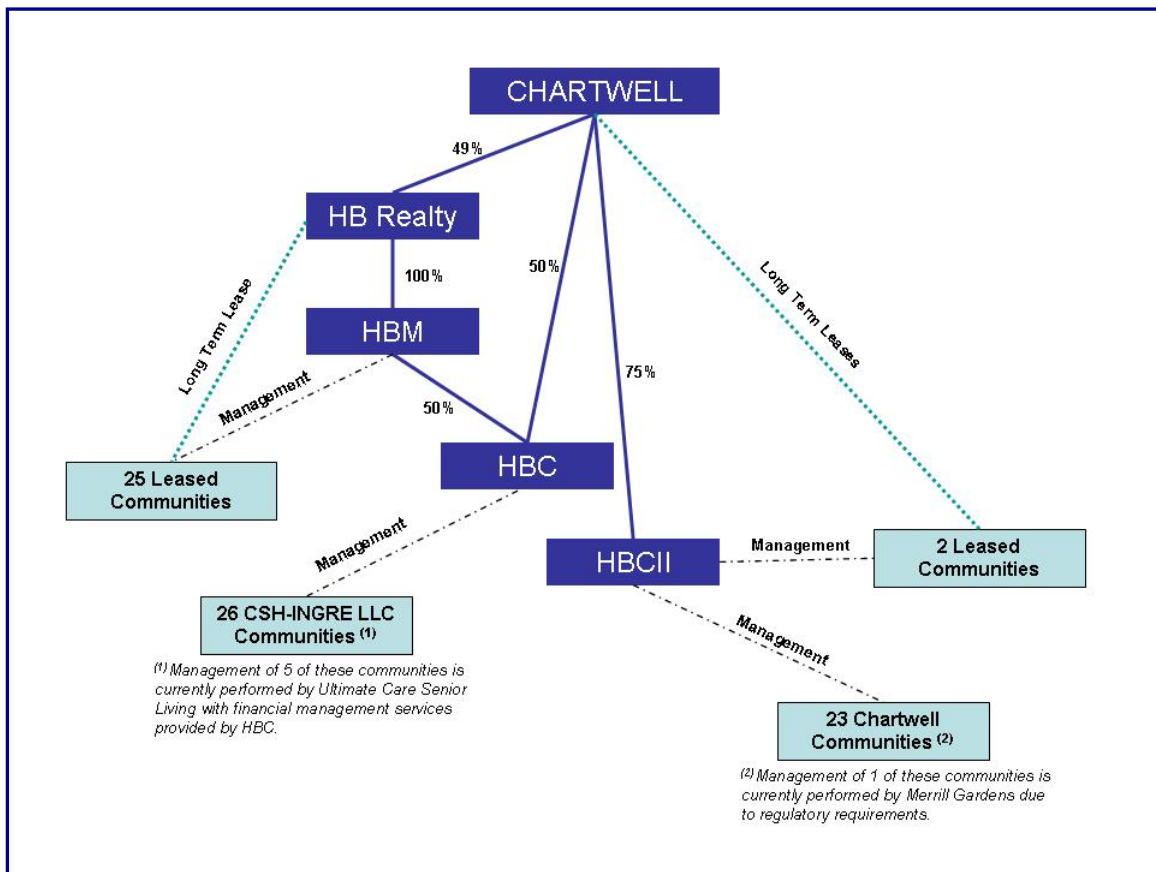 CHARTWELL
49%
HB Realty
100%
50%
Long Term Lease
Long Term Leases
HBM
Management
75%
50%
25 Leased
Communities
HBC
Management
HBCII
Management
2 Leased
Communities
26 CSH-INGRE LLC
Communities (1)
Management
(1) Management of 5 of these communities is
currently performed by Ultimate Care Senior
Living with financial management services
provided by HBC.
23 Chartwell
Communities (2)
(2) Management of 1 of these communities is
currently performed by Merrill Gardens due
to regulatory requirements.